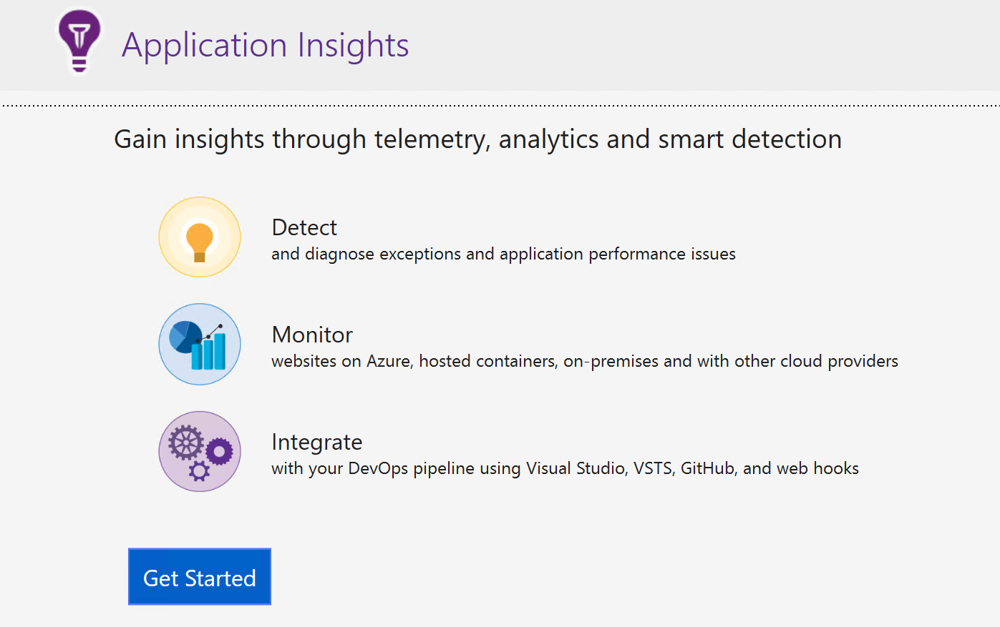 Application Insights
Gain insights through telemetry, analytics and smart detection
Detect
and diagnose exceptions and application performance issues
Monitor
websites on Azure, hosted containers, on-premises and with other cloud providers
Integrate
with your DevOps pipeline using Visual Studio, VSTS, GitHub, and web hooks
Get Started